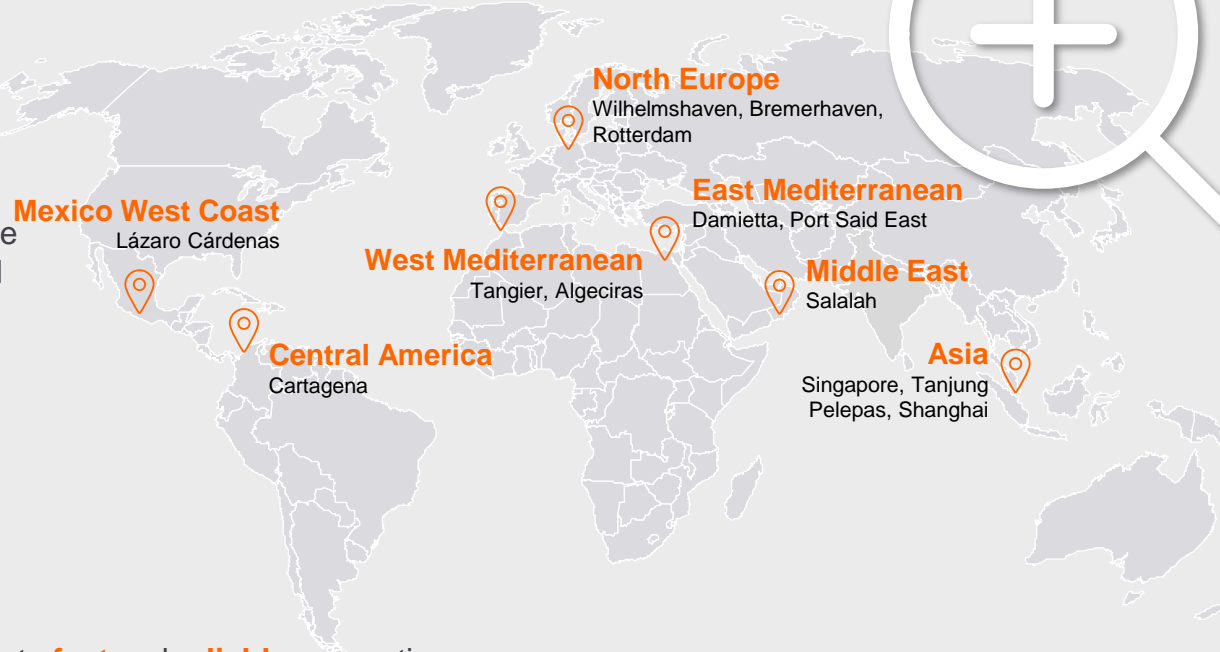 North Europe
Wilhelmshaven, Bremerhaven,
Rotterdam
East Mediterranean
Damietta, Port Said East
Mexico West Coast
Lázaro Cárdenas
West Mediterranean
Tangier, Algeciras
Middle East
Salalah
Central America
Cartagena
Asia
Singapore, Tanjung
Pelepas, Shanghai